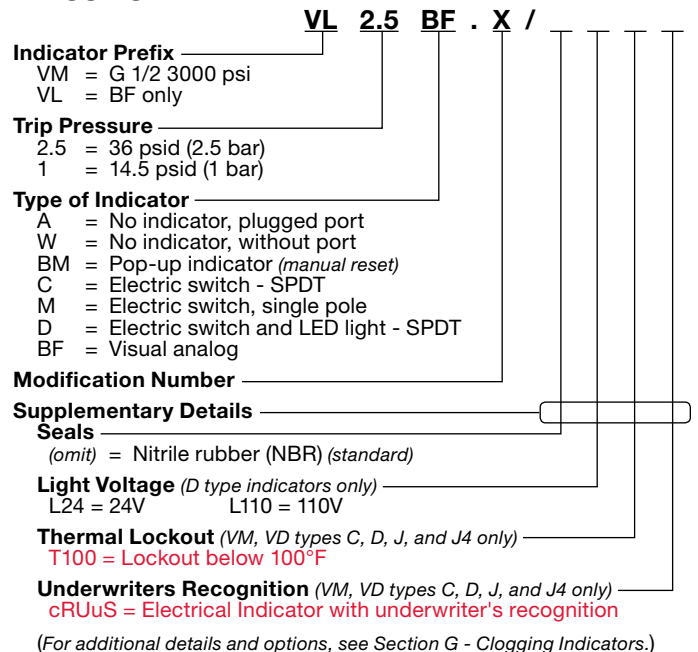 VL 2.5 BF . X /
Indicator Prefix
VM = G 1/2 3000 psi
VL = BF only
Trip Pressure
2.5 = 36 psid (2.5 bar)
1 = 14.5 psid (1 bar)
Type of Indicator
A = No indicator, plugged port
W = No indicator, without port
BM = Pop-up indicator (manual reset)
C = Electric switch - SPDT
M = Electric switch, single pole
D = Electric switch and LED light - SPDT
BF = Visual analog
Modification Number
Supplementary Details
Seals
(omit) = Nitrile rubber (NBR) (standard)
Light Voltage (D type indicators only)
L24 = 24V L110 = 110V
Thermal Lockout (VM, VD types C, D, J, and J4 only)
T100 = Lockout below 100°F
Underwriters Recognition (VM, VD types C, D, J, and J4 only)
cRUuS = Electrical Indicator with underwriter's recognition
(For additional details and options, see Section G - Clogging Indicators.)